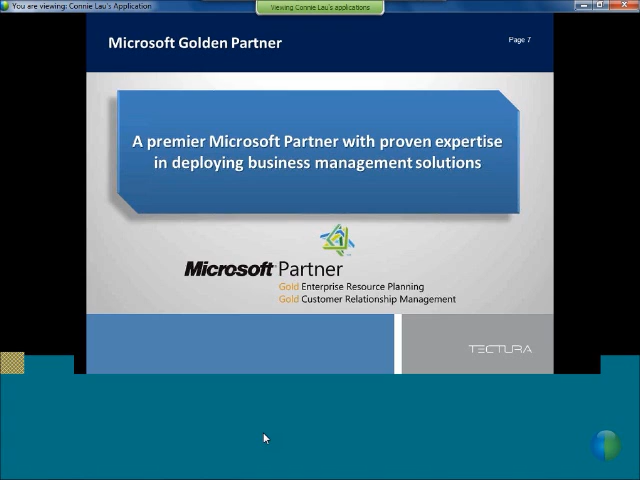 You are viewing: Connie Lau's Application
Viewing Connie Lau's applications
Microsoft Golden Partner
Page 7
A premier Microsoft Partner with proven expertise
in deploying business management solutions
Microsoft Partner
Gold Enterprise Resource Planning
Gold Customer Relationship Management
TECTURA